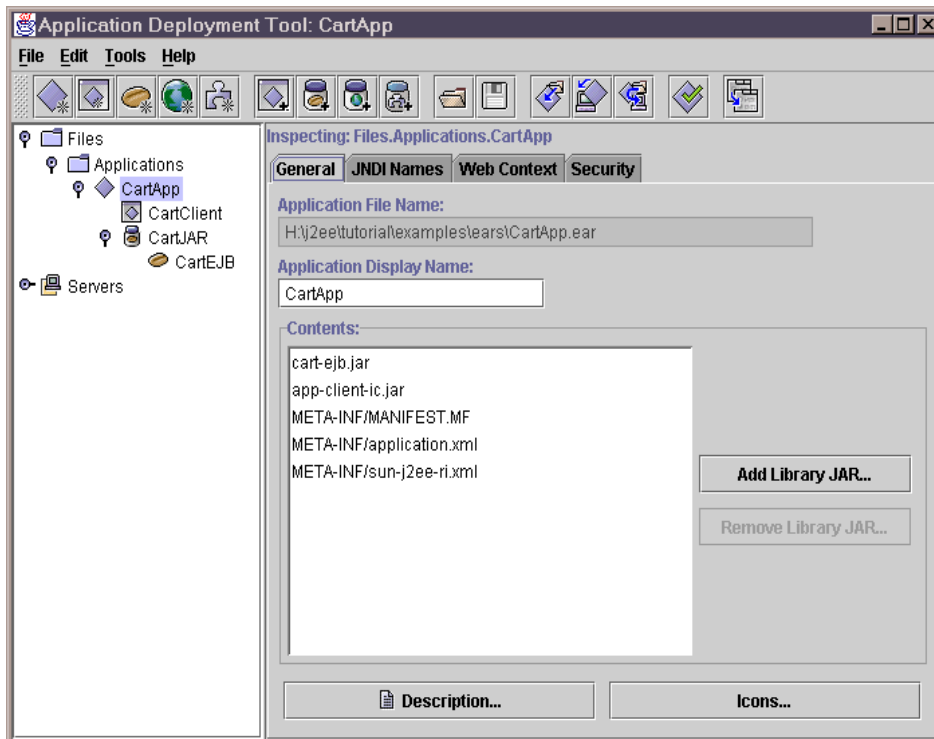 Application Deployment Tool: CartApp
File Edit Tools Help
Files
Applications
CartApp
CartClient
CartJAR
CartEJB
Servers
Inspecting: Files.Applications.CartApp
General JNDI Names Web Context Security
Application File Name:
H:\j2ee\tutorial\examples\ears\CartApp.ear
Application Display Name:
CartApp
Contents:
cart-ejb.jar
app-client-ic.jar
META-INF/MANIFEST.MF
META-INF/application.xml
META-INF/sun-j2ee-ri.xml
Add Library JAR...
Remove Library JAR...
Description...
Icons...